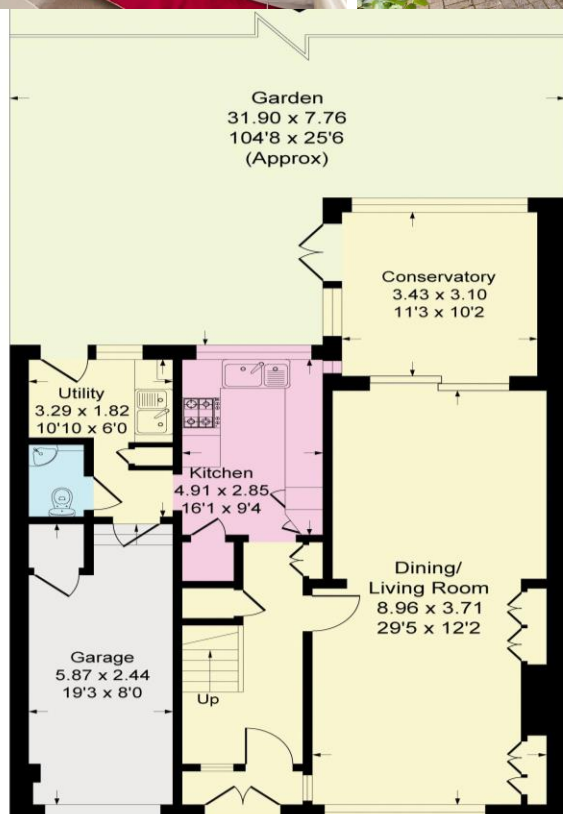 Garden
31.90 x 7.76
104'8 x 25'6
(Approx)
Conservatory
3.43 x 3.10
11'3 x 10'2
Utility
3.29 x 1.82
10'10 x 6'0
Kitchen
4.91 x 2.85
16'1 x 9'4
Dining/
Living Room
8.96 x 3.71
29'5 x 12'2
Garage
5.87 x 2.44
19'3 x 8'0
Up